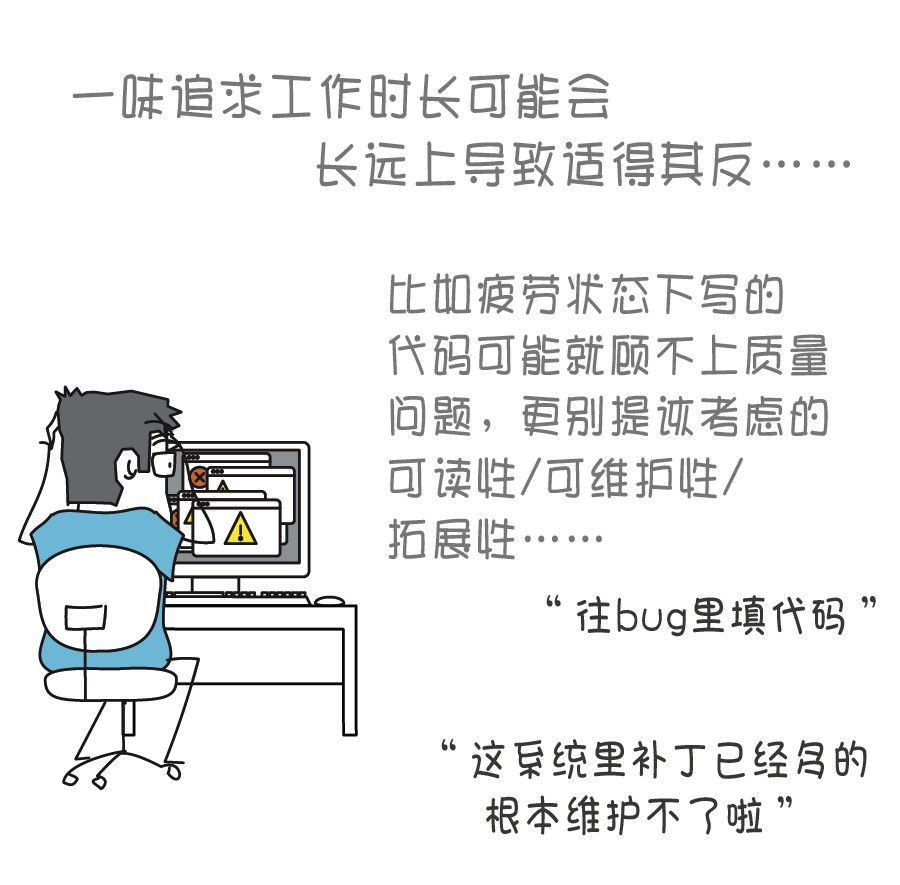 一味追求工作时长可能会
长远上导致适得其反……
比如疲劳状态下写的
代码可能就顾不上质量
问题，更别提该考虑的
可读性/可维护性/
拓展性……
“往bug里填代码”
“这系统里补丁已经多的
根本维护不了啦”